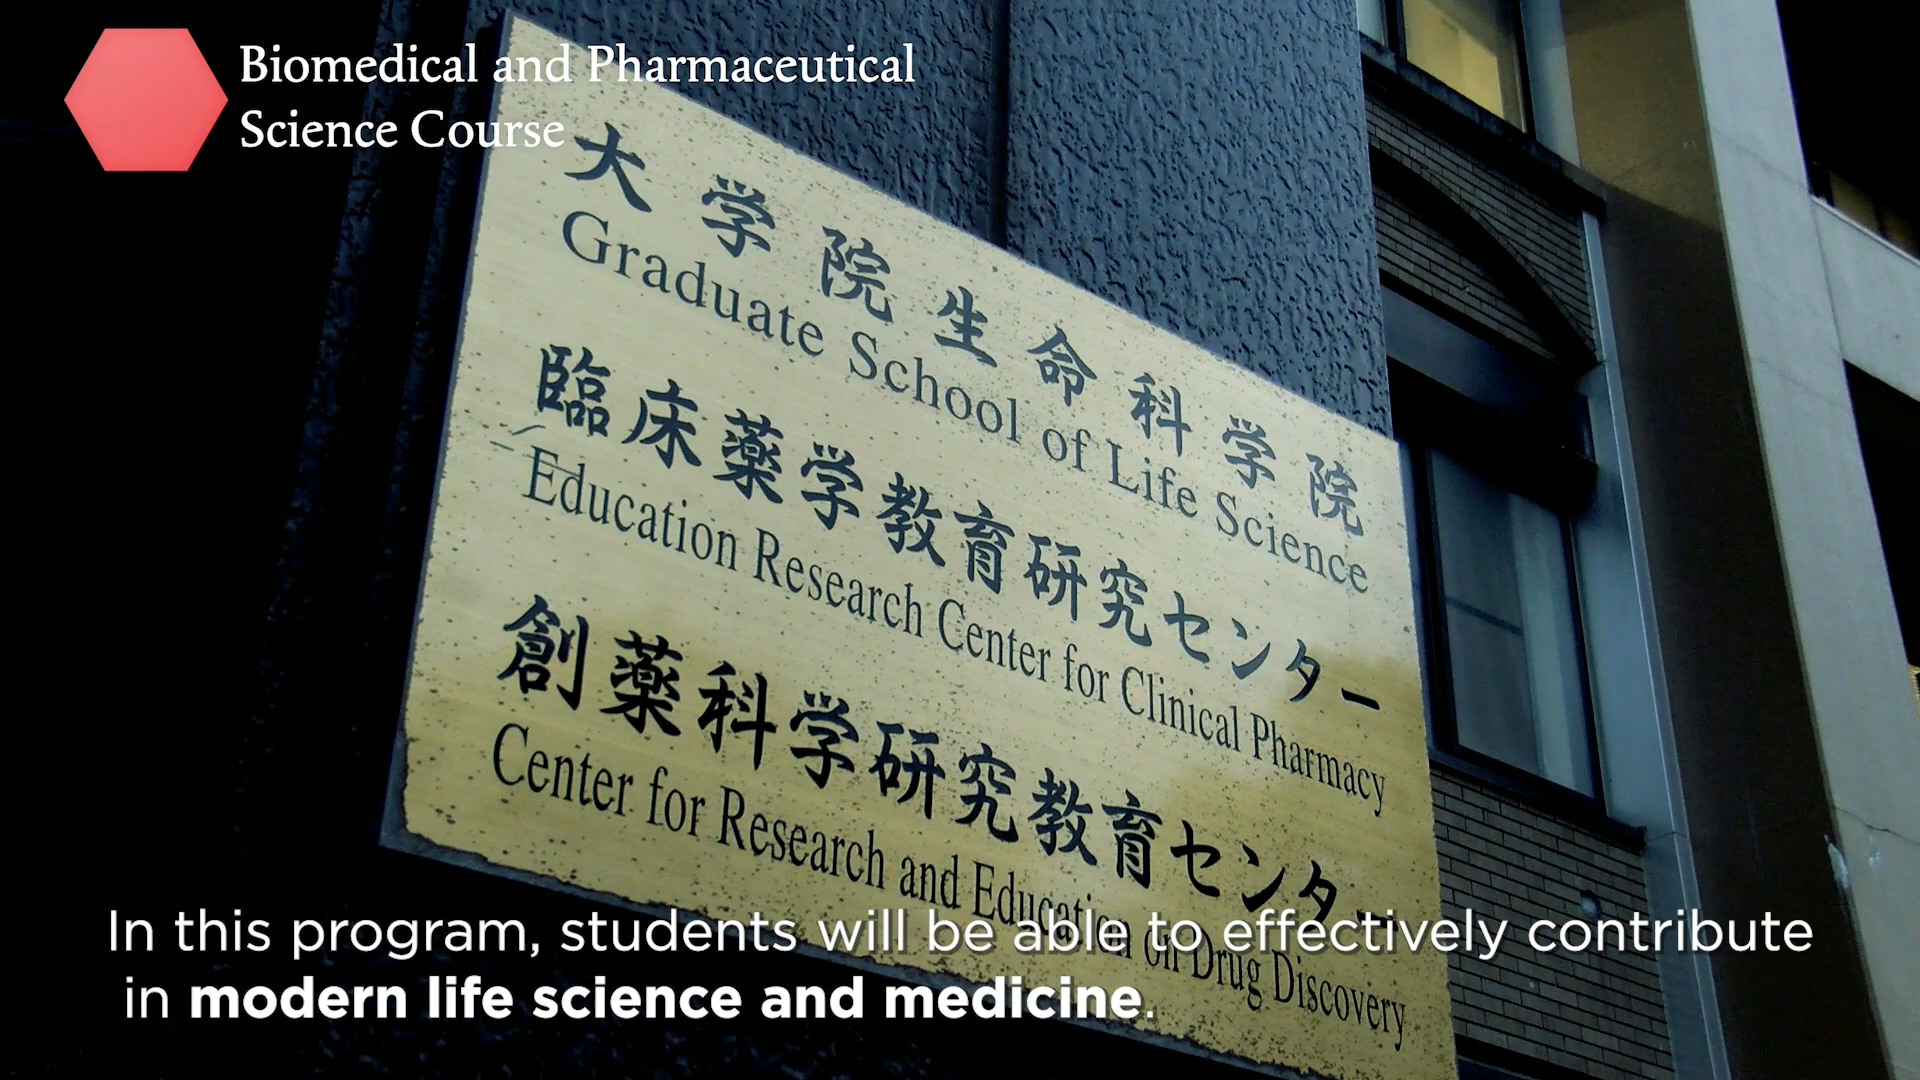 Biomedical and Pharmaceutical
Science Course
大学院生命科学院
Graduate School of Life Science
臨床薬学教育研究センター
Education Research Center for Clinical Pharmacy
創薬科学研究教育センター
Center for Research and Education on Drug Discovery
In this program, students will be able to effectively contribute
in modern life science and medicine.